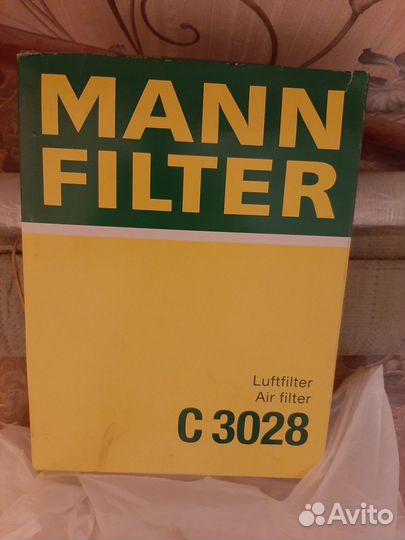 MANN
FILTER
Luftfilter
Air filter
C 3028
Avito